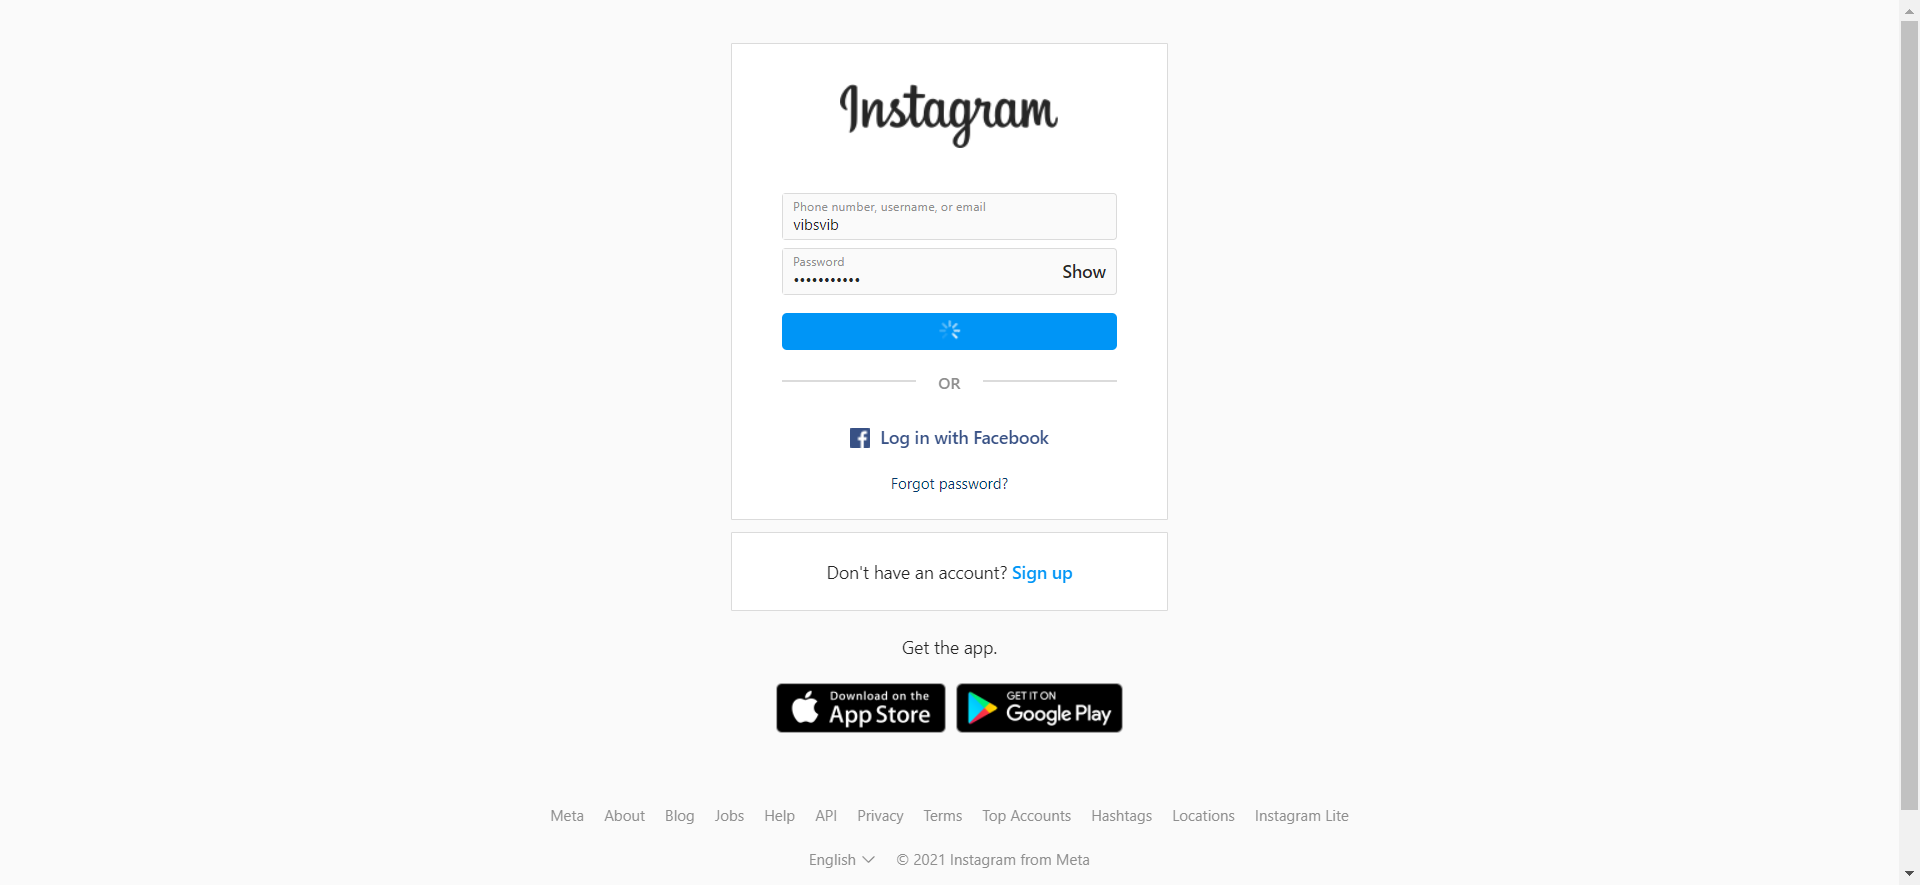 Instagram
Phone number, username, or email
vibsvib
Password
•••••••••••
Show
OR
Log in with Facebook
Forgot password?
Don't have an account? Sign up
Get the app.
Download on the
App Store
GET IT ON
Google Play
Meta About Blog Jobs Help API Privacy Terms Top Accounts Hashtags Locations Instagram Lite
English © 2021 Instagram from Meta